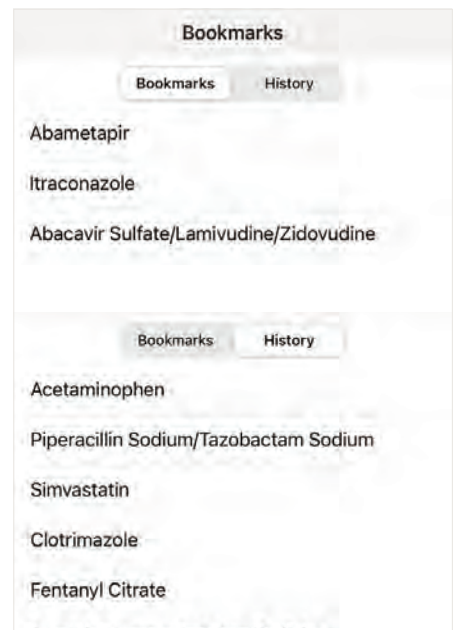 Bookmarks
Bookmarks History
Abametapir
Itraconazole
Abacavir Sulfate/Lamivudine/Zidovudine
Bookmarks History
Acetaminophen
Piperacillin Sodium/Tazobactam Sodium
Simvastatin
Clotrimazole
Fentanyl Citrate